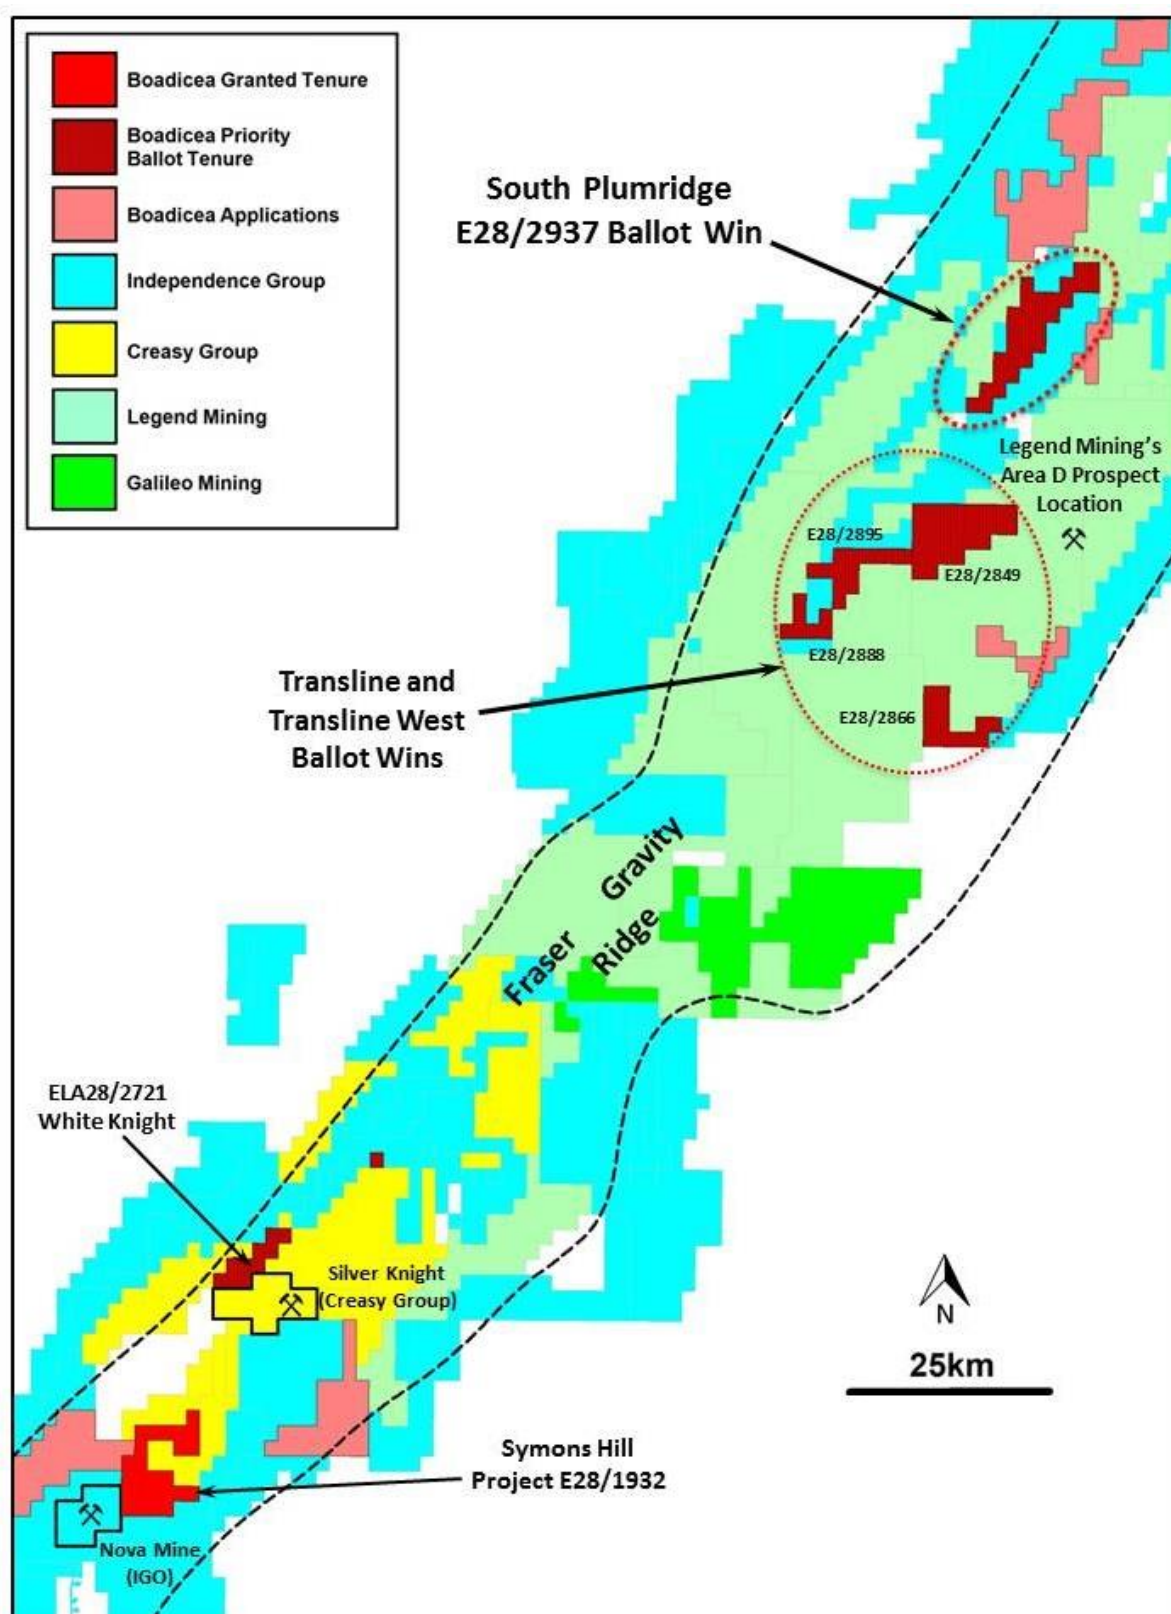 Boadicea Granted Tenure
Boadicea Priority
Ballot Tenure
Boadicea Applications
Independence Group
Creasy Group
Legend Mining
Galileo Mining
South Plumridge
E28/2937 Ballot Win
Legend Mining's
Area D Prospect
Location
E28/2895
E28/2849
E28/2888
E28/2866
Transline and
Transline West
Ballot Wins
Fraser Gravity
Ridge
ELA28/2721
White Knight
Silver Knight
(Creasy Group)
N
25km
Symons Hill
Project E28/1932
Nova Mine
(IGO)